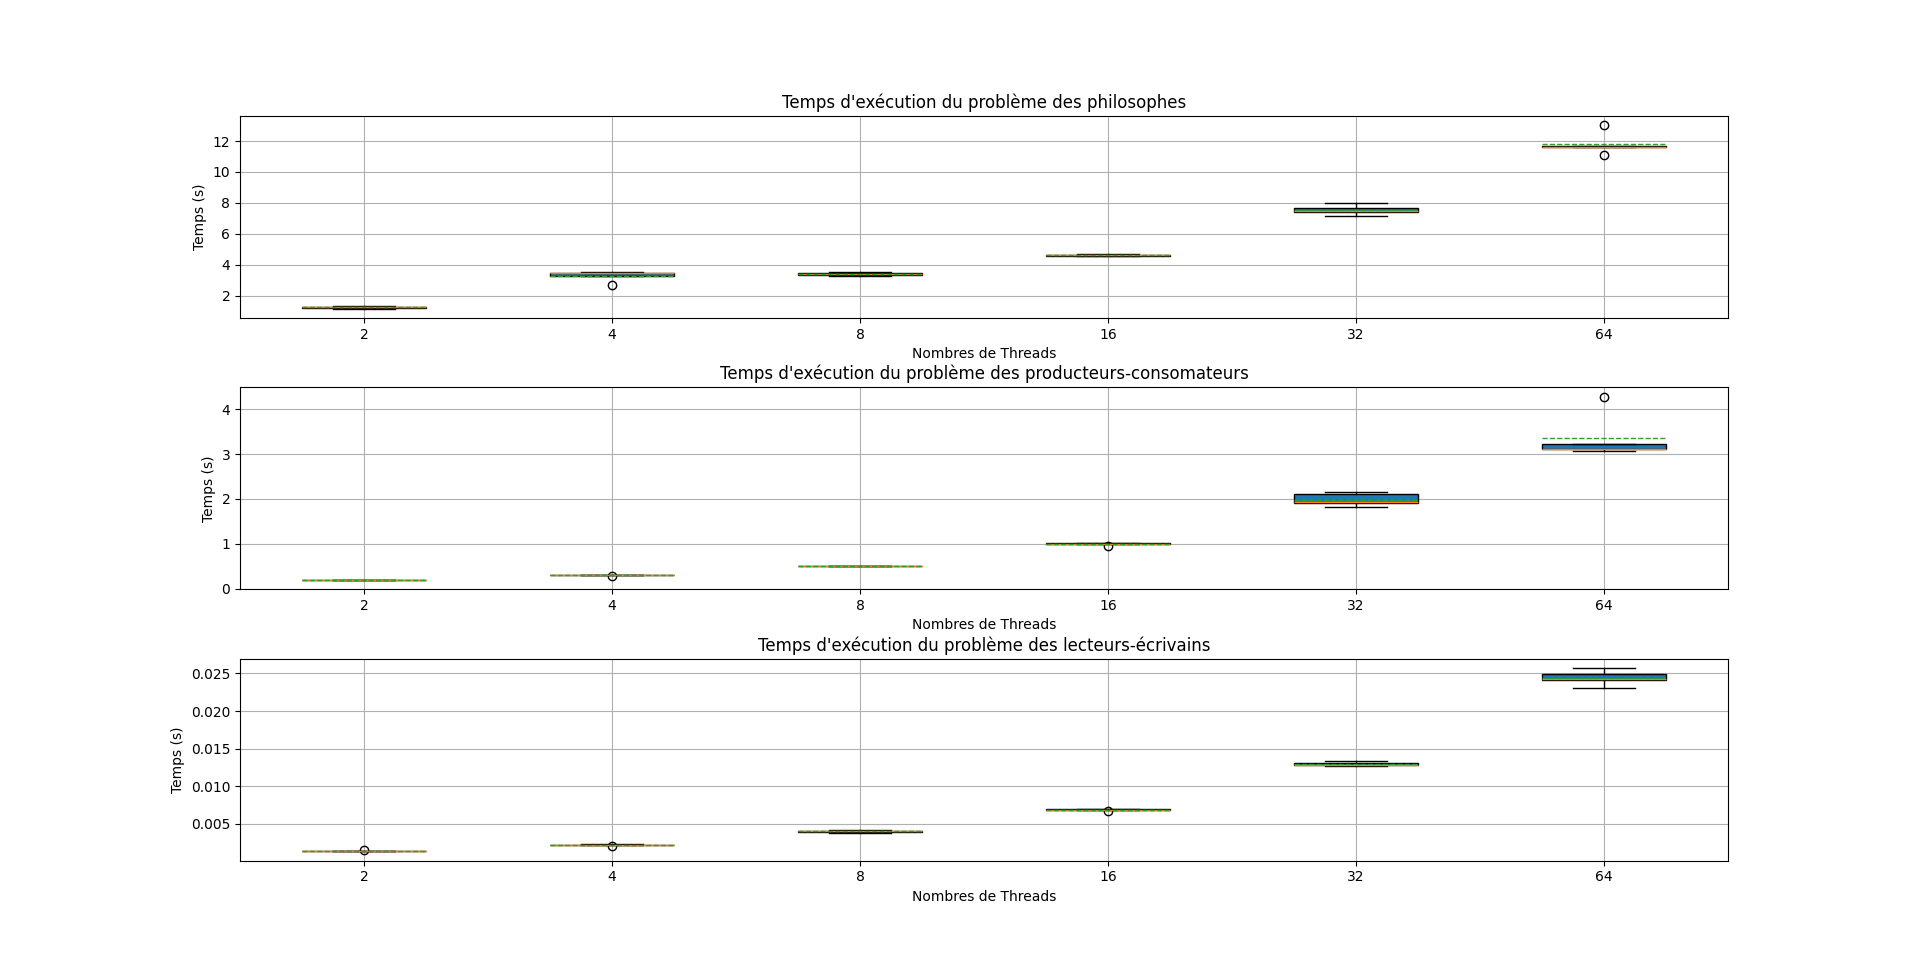 Temps d'exécution du problème des philosophes
Temps (s)
12
10
8
6
4
2
2 4 8 16 32 64
Nombres de Threads
Temps d'exécution du problème des producteurs-consomateurs
Temps (s)
4
3
2
1
0
2 4 8 16 32 64
Nombres de Threads
Temps d'exécution du problème des lecteurs-écrivains
Temps (s)
0.025
0.020
0.015
0.010
0.005
2 4 8 16 32 64
Nombres de Threads